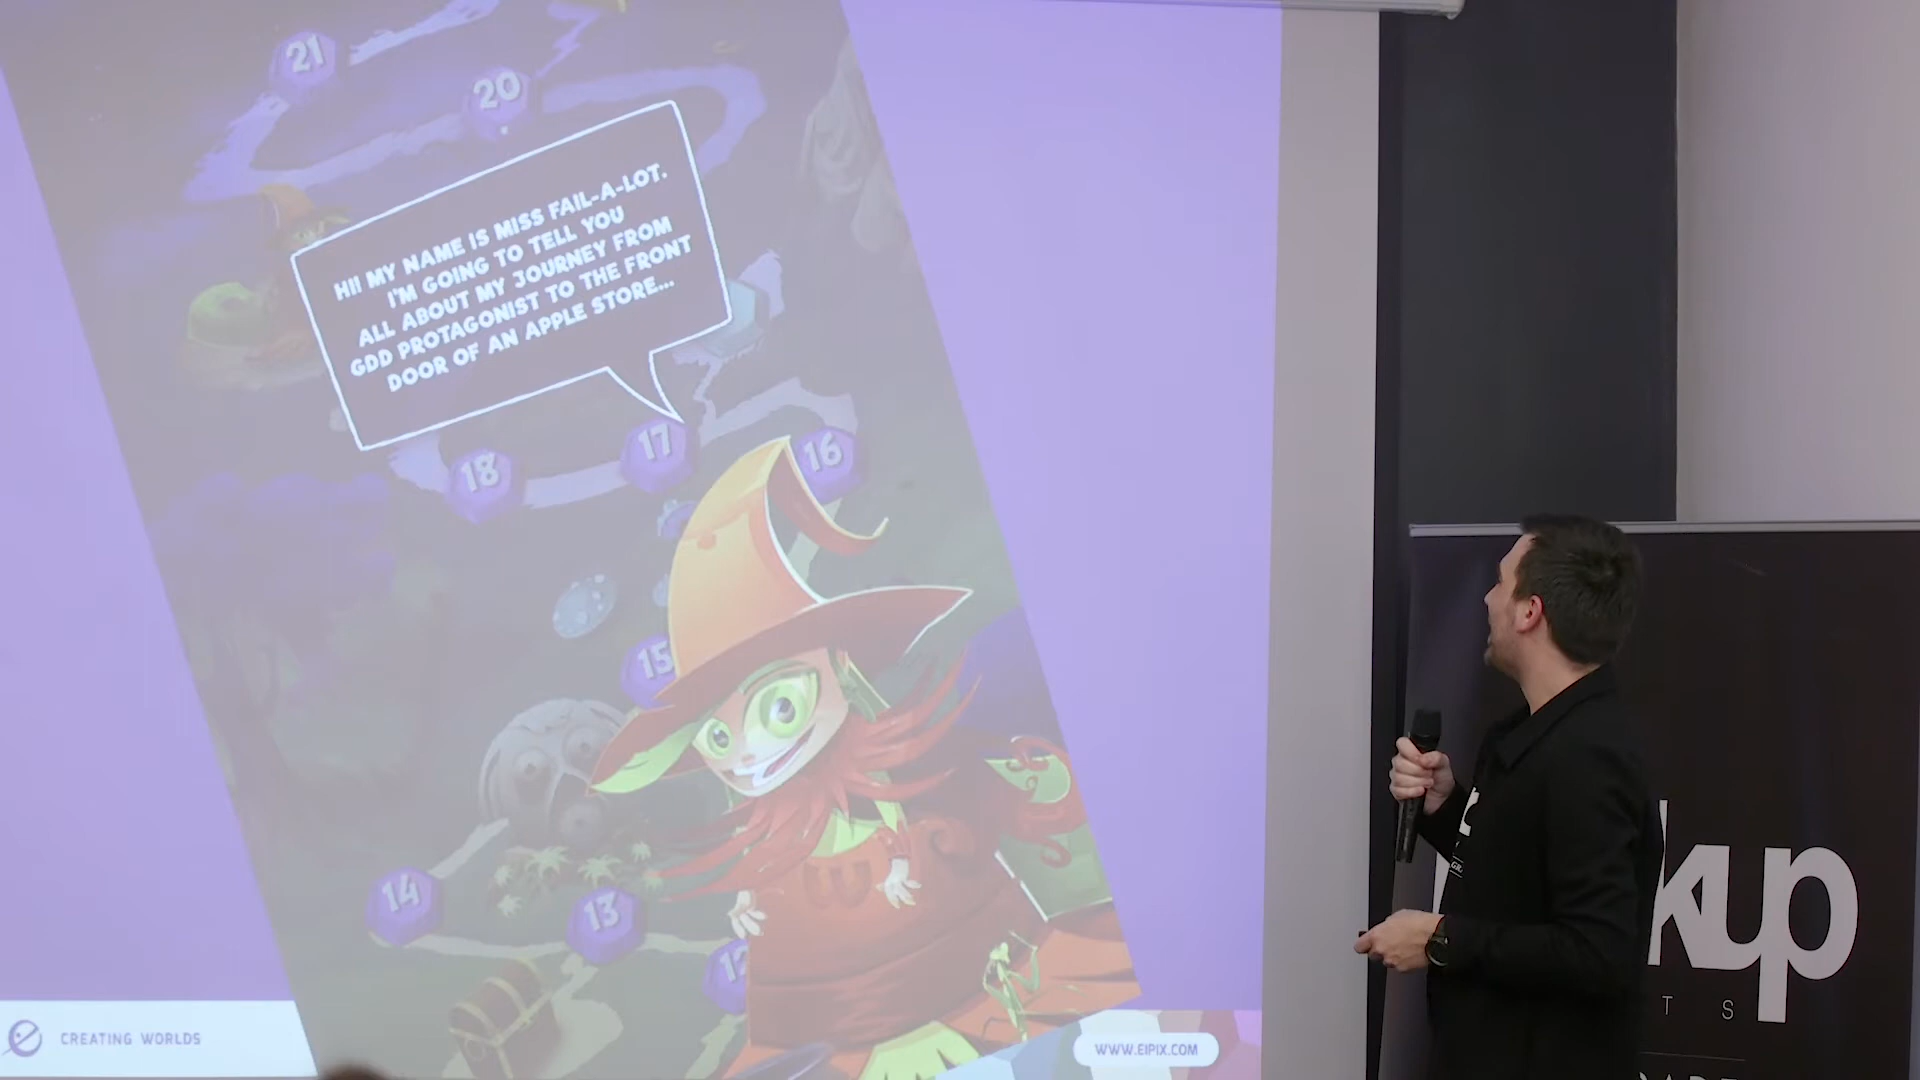 21
20
HI! MY NAME IS MISS FAIL-A-LOT.
I'M GOING TO TELL YOU
ALL ABOUT MY JOURNEY FROM
GDD PROTAGONIST TO THE FRONT
DOOR OF AN APPLE STORE...
18
17
16
15
14
13
12
CREATING WORLDS
WWW.EIPIX.COM
kup
T S